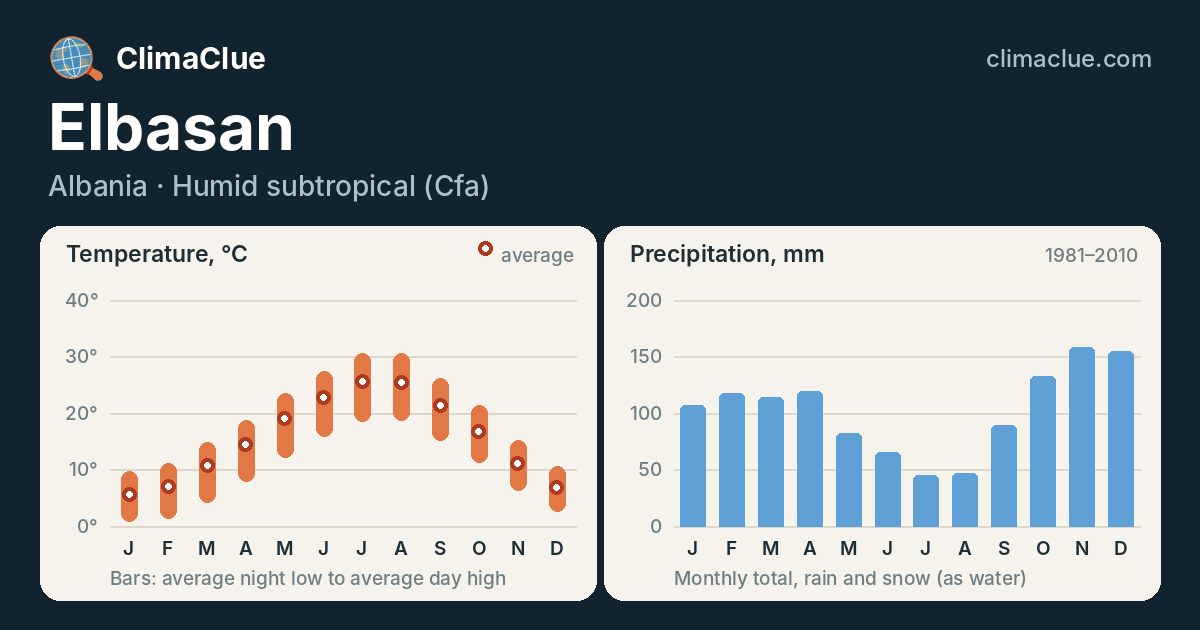 ClimaClue
climaclue.com
Elbasan
Albania · Humid subtropical (Cfa)
Temperature, °C
average
40°
30°
20°
10°
0°
J F M A M J J A S O N D
Bars: average night low to average day high
Precipitation, mm
1981–2010
200
150
100
50
0
J F M A M J J A S O N D
Monthly total, rain and snow (as water)